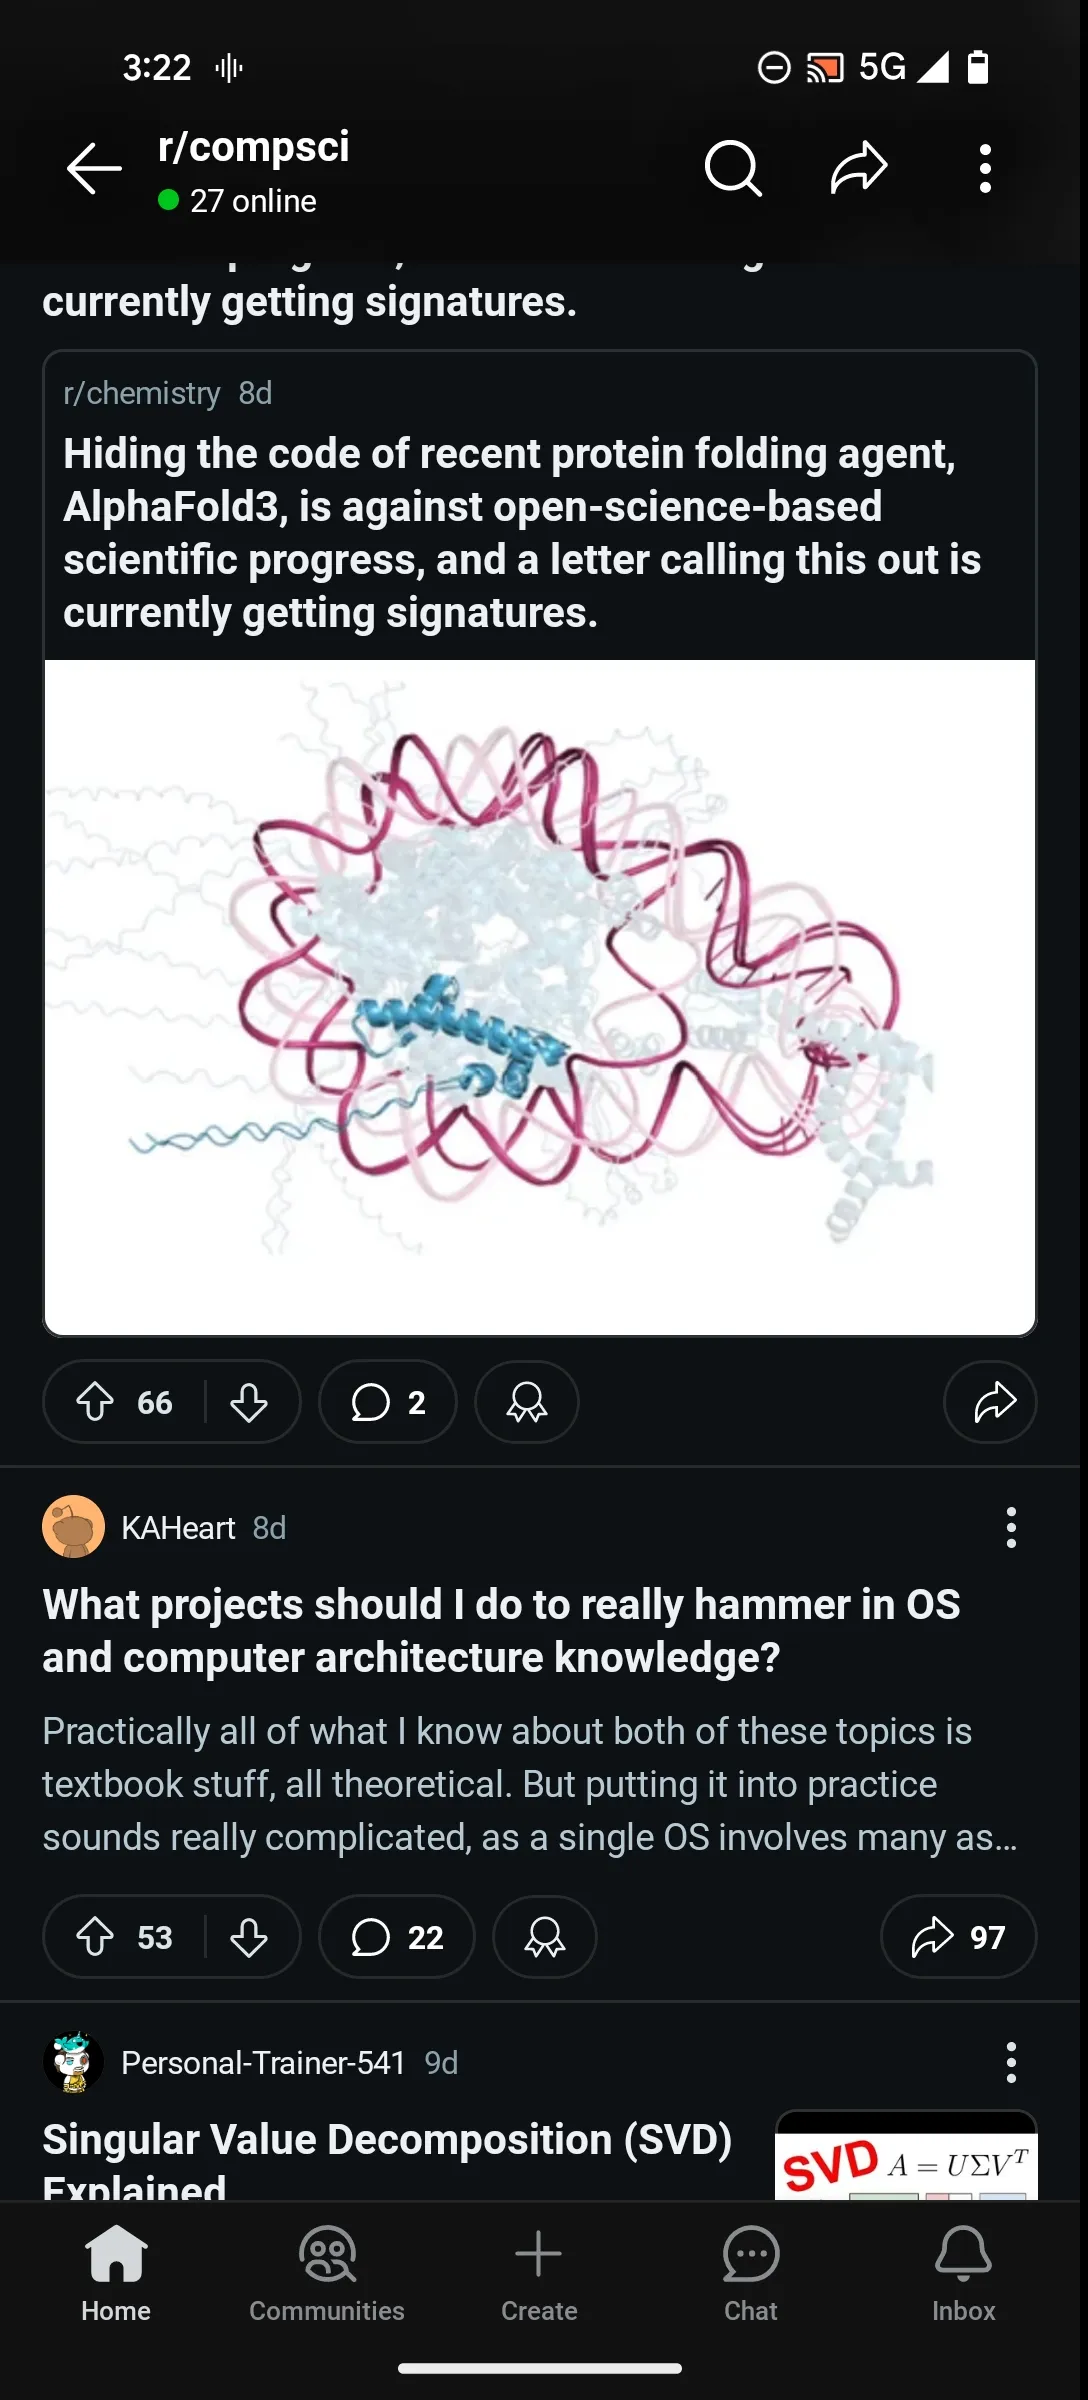 3:22
5G
r/compsci
27 online
currently getting signatures.
r/chemistry 8d
Hiding the code of recent protein folding agent,
AlphaFold3, is against open-science-based
scientific progress, and a letter calling this out is
currently getting signatures.
66
2
KAHeart 8d
What projects should I do to really hammer in OS
and computer architecture knowledge?
Practically all of what I know about both of these topics is
textbook stuff, all theoretical. But putting it into practice
sounds really complicated, as a single OS involves many as...
53
22
97
Personal-Trainer-541 9d
Singular Value Decomposition (SVD)
Explained
SVD A = UΣVᵀ
Home
Communities
Create
Chat
Inbox